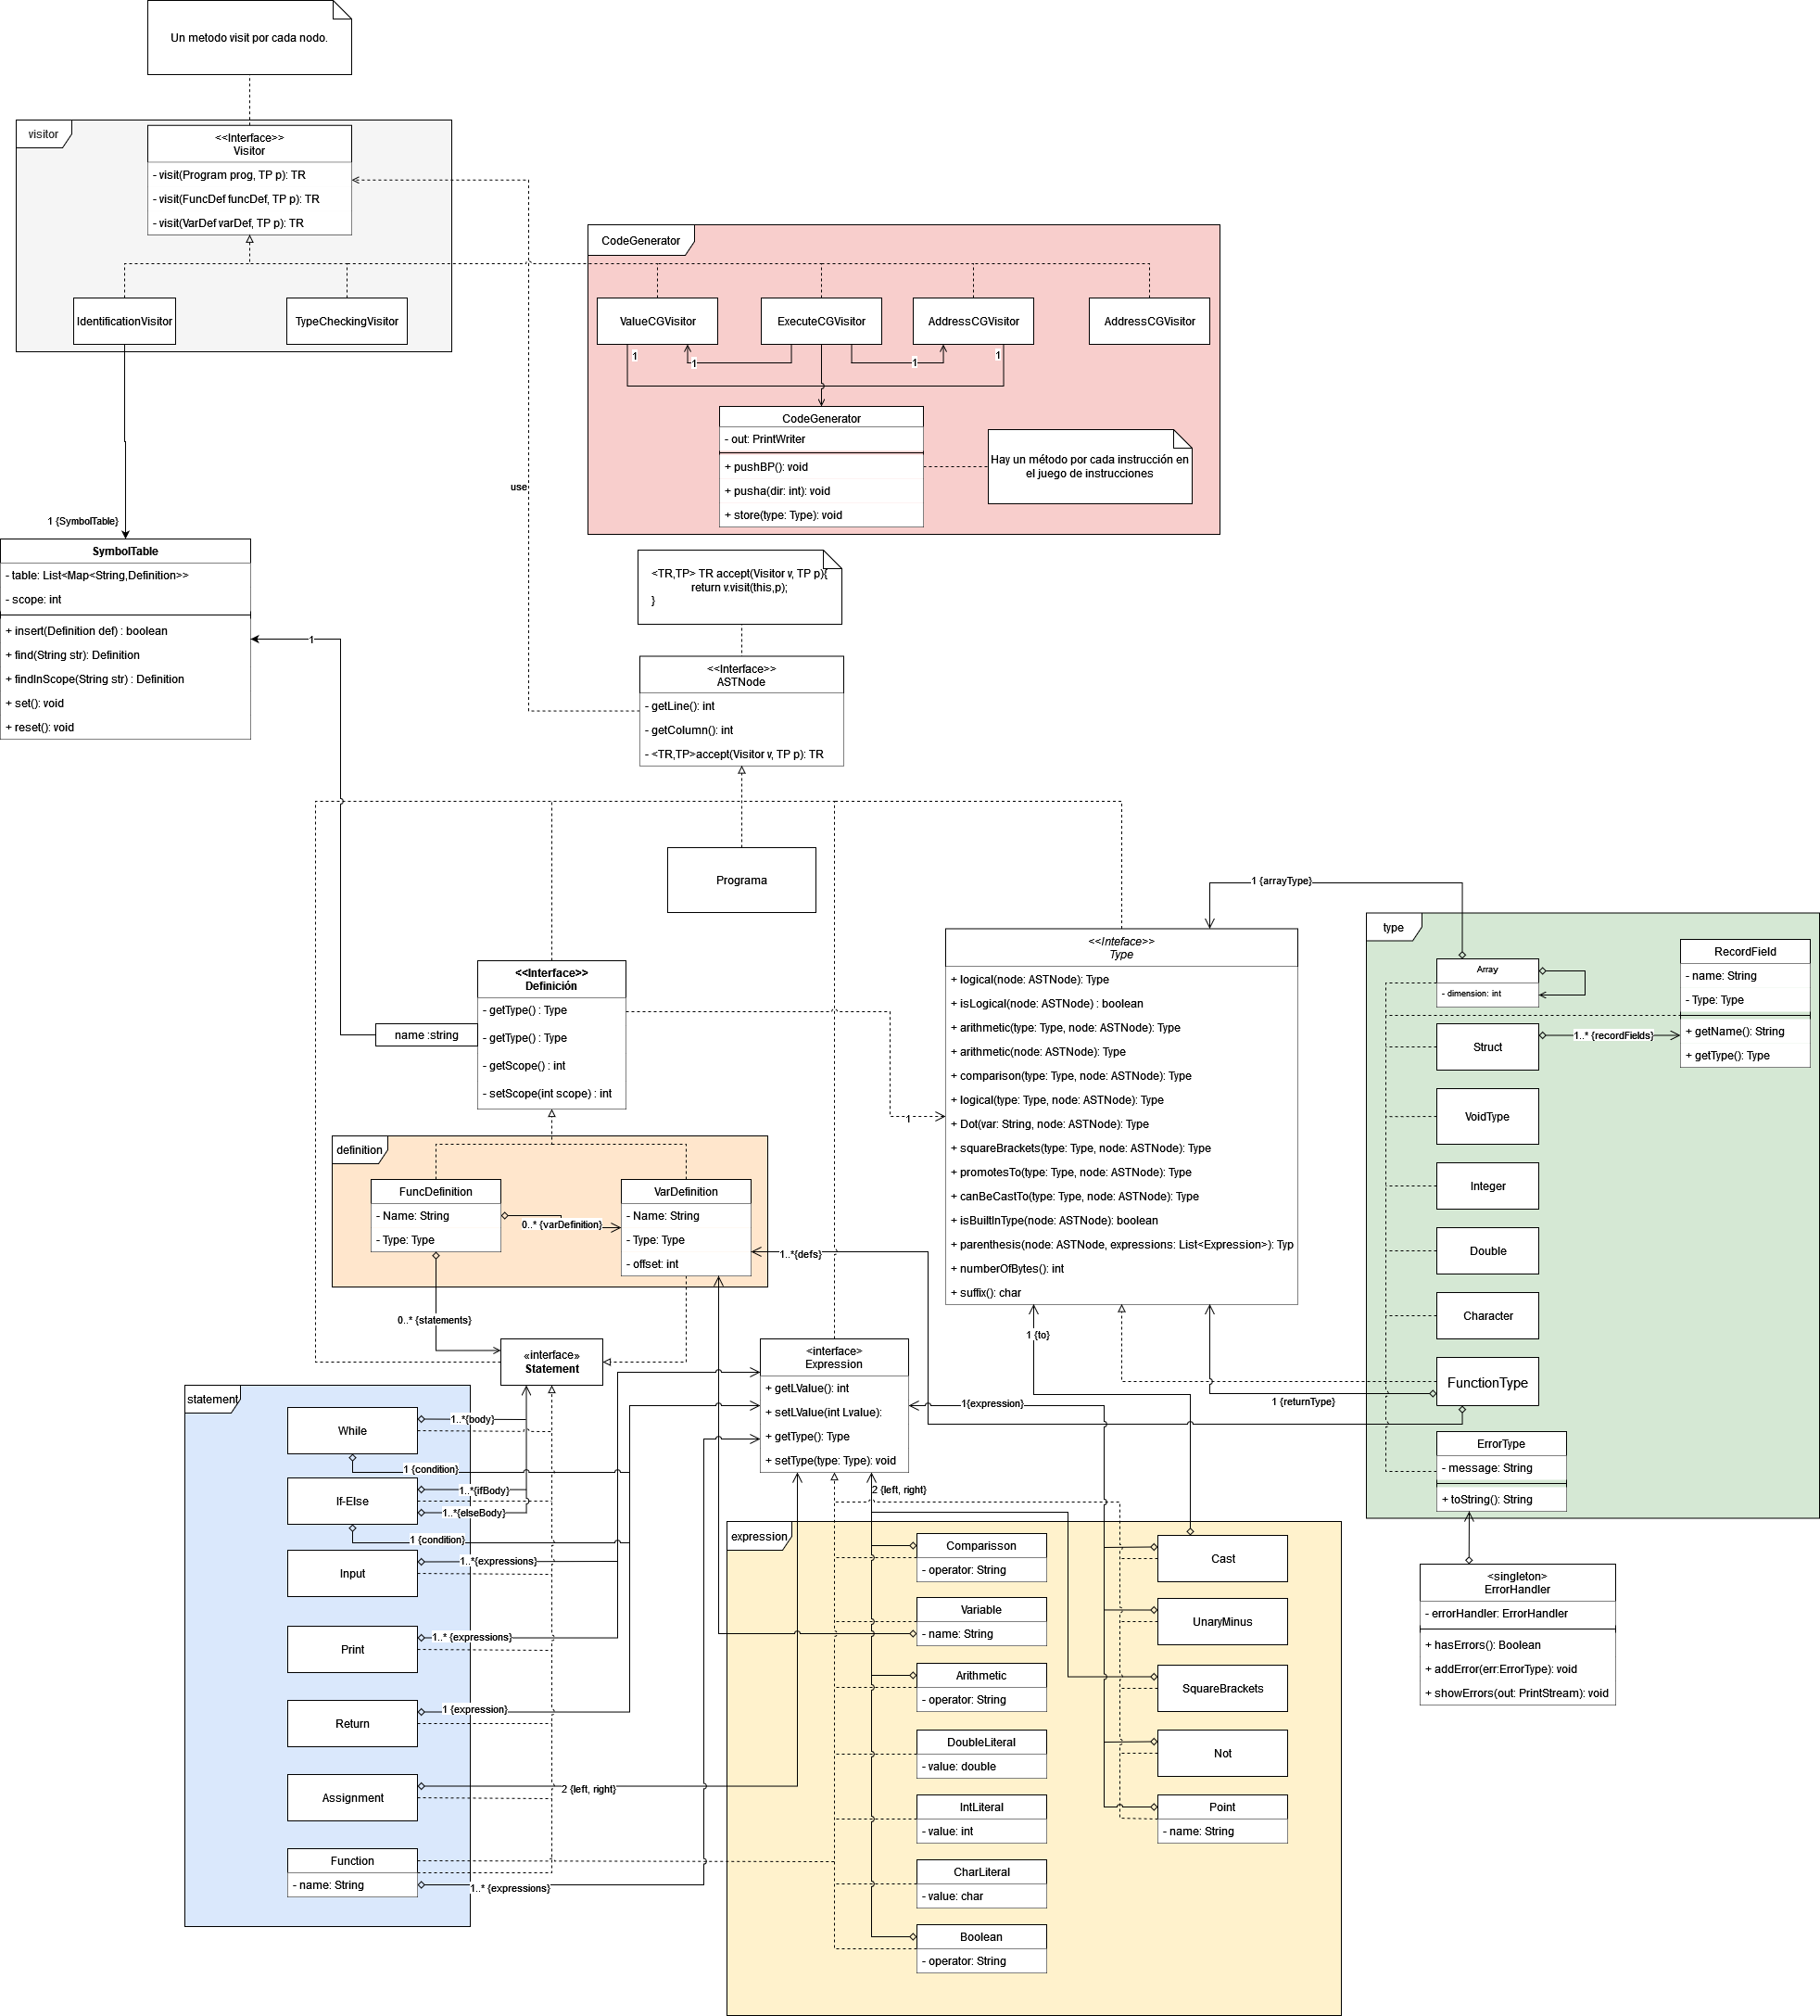 Un metodo visit por cada nodo.
visitor
<<Interface>>
Visitor
- visit(Program prog, TP p): TR
- visit(FuncDef funcDef, TP p): TR
- visit(VarDef varDef, TP p): TR
IdentificationVisitor
TypeCheckingVisitor
CodeGenerator
ValueCGVisitor
ExecuteCGVisitor
AddressCGVisitor
AddressCGVisitor
1
1
1
1
CodeGenerator
- out: PrintWriter
+ pushBP(): void
+ pusha(dir: int): void
+ store(type: Type): void
Hay un método por cada instrucción en
el juego de instrucciones
use
1 {SymbolTable}
SymbolTable
- table: List<Map<String,Definition>>
- scope: int
+ insert(Definition def) : boolean
+ find(String str): Definition
+ findInScope(String str) : Definition
+ set(): void
+ reset(): void
1
<TR,TP> TR accept(Visitor v, TP p){
return v.visit(this,p);
}
<<Interface>>
ASTNode
- getLine(): int
- getColumn(): int
- <TR,TP>accept(Visitor v, TP p): TR
Programa
<<Interface>>
Definición
- getType() : Type
- getType() : Type
- getScope() : int
- setScope(int scope) : int
name :string
1
<<Inteface>>
Type
+ logical(node: ASTNode): Type
+ isLogical(node: ASTNode) : boolean
+ arithmetic(type: Type, node: ASTNode): Type
+ arithmetic(node: ASTNode): Type
+ comparison(type: Type, node: ASTNode): Type
+ logical(type: Type, node: ASTNode): Type
+ Dot(var: String, node: ASTNode): Type
+ squareBrackets(type: Type, node: ASTNode): Type
+ promotesTo(type: Type, node: ASTNode): Type
+ canBeCastTo(type: Type, node: ASTNode): Type
+ isBuiltInType(node: ASTNode): boolean
+ parenthesis(node: ASTNode, expressions: List<Expression>): Typ
+ numberOfBytes(): int
+ suffix(): char
1 {arrayType}
type
Array
- dimension: int
RecordField
- name: String
- Type: Type
+ getName(): String
+ getType(): Type
Struct
1..* {recordFields}
VoidType
Integer
Double
Character
FunctionType
1 {returnType}
ErrorType
- message: String
+ toString(): String
<singleton>
ErrorHandler
- errorHandler: ErrorHandler
+ hasErrors(): Boolean
+ addError(err:ErrorType): void
+ showErrors(out: PrintStream): void
definition
FuncDefinition
- Name: String
- Type: Type
0..* {varDefinition}
VarDefinition
- Name: String
- Type: Type
- offset: int
1..*{defs}
0..* {statements}
1 {to}
«interface»
Statement
<interface>
Expression
+ getLValue(): int
+ setLValue(int Lvalue):
+ getType(): Type
+ setType(type: Type): void
1{expression}
2 {left, right}
statement
While
1..*{body}
1 {condition}
If-Else
1..*{ifBody}
1..*{elseBody}
1 {condition}
Input
1..*{expressions}
Print
1..* {expressions}
Return
1 {expression}
Assignment
2 {left, right}
Function
- name: String
1..* {expressions}
expression
Comparisson
- operator: String
Variable
- name: String
Arithmetic
- operator: String
DoubleLiteral
- value: double
IntLiteral
- value: int
CharLiteral
- value: char
Boolean
- operator: String
Cast
UnaryMinus
SquareBrackets
Not
Point
- name: String